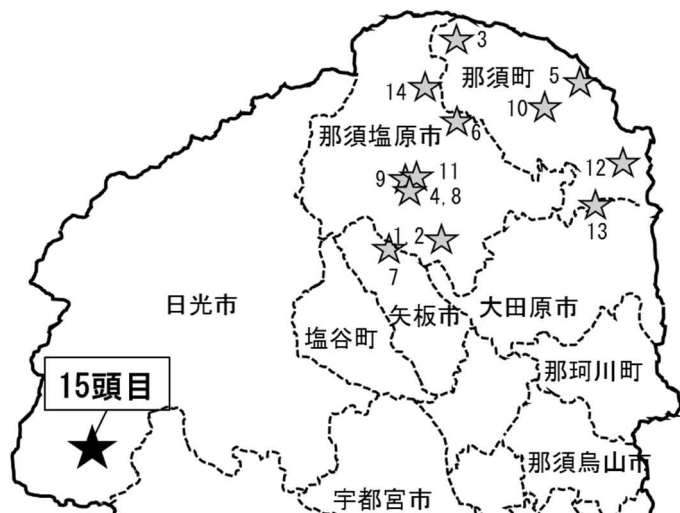 3
那須町
5
14
10
那須塩原市
6
12
9
11
4,8
13
1, 2
7
日光市
矢板市
大田原市
塩谷町
那珂川町
15頭目
那須烏山市
宇都宮市